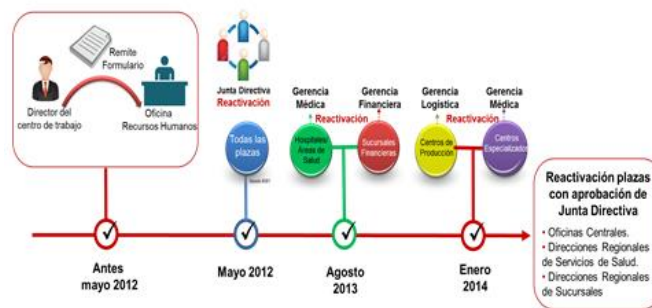 Remite
Formulario
Director del
centro de trabajo
Oficina
Recursos Humanos
Antes
mayo 2012
Junta Directiva
Reactivación
Todas las
plazas
Mayo 2012
Gerencia
Médica
Gerencia
Financiera
Reactivación
Hospitales/
Áreas de
Salud
Sucursales
Financieras
Agosto
2013
Gerencia
Logística
Gerencia
Médica
Reactivación
Centros de
Producción
Centros
Especializados
Enero
2014
Reactivación plazas
con aprobación de
Junta Directiva
• Oficinas Centrales.
• Direcciones Regionales
de Servicios de Salud.
• Direcciones Regionales
de Sucursales